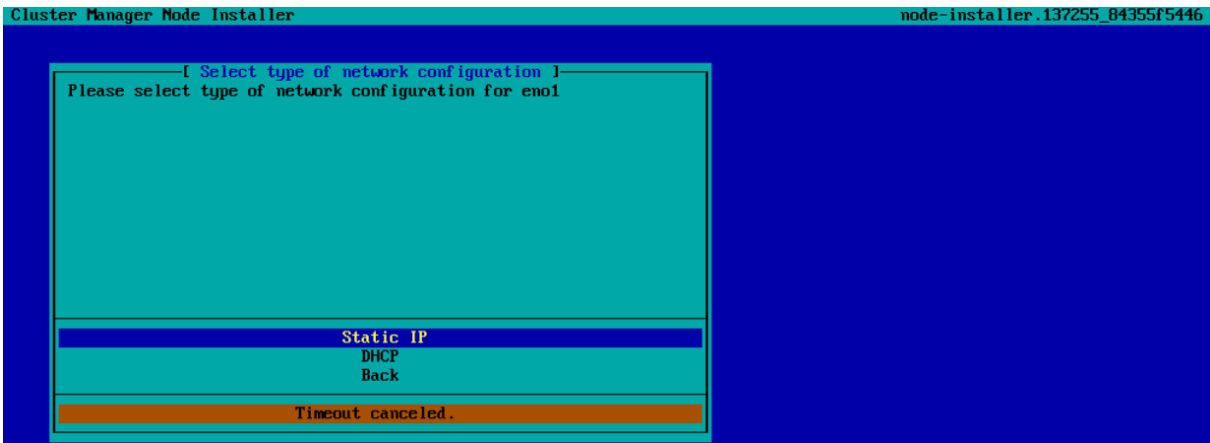 Cluster Manager Node Installer
node-installer.137255_84355f5446
[ Select type of network configuration ]
Please select type of network configuration for eno1
Static IP
DHCP
Back
Timeout canceled.